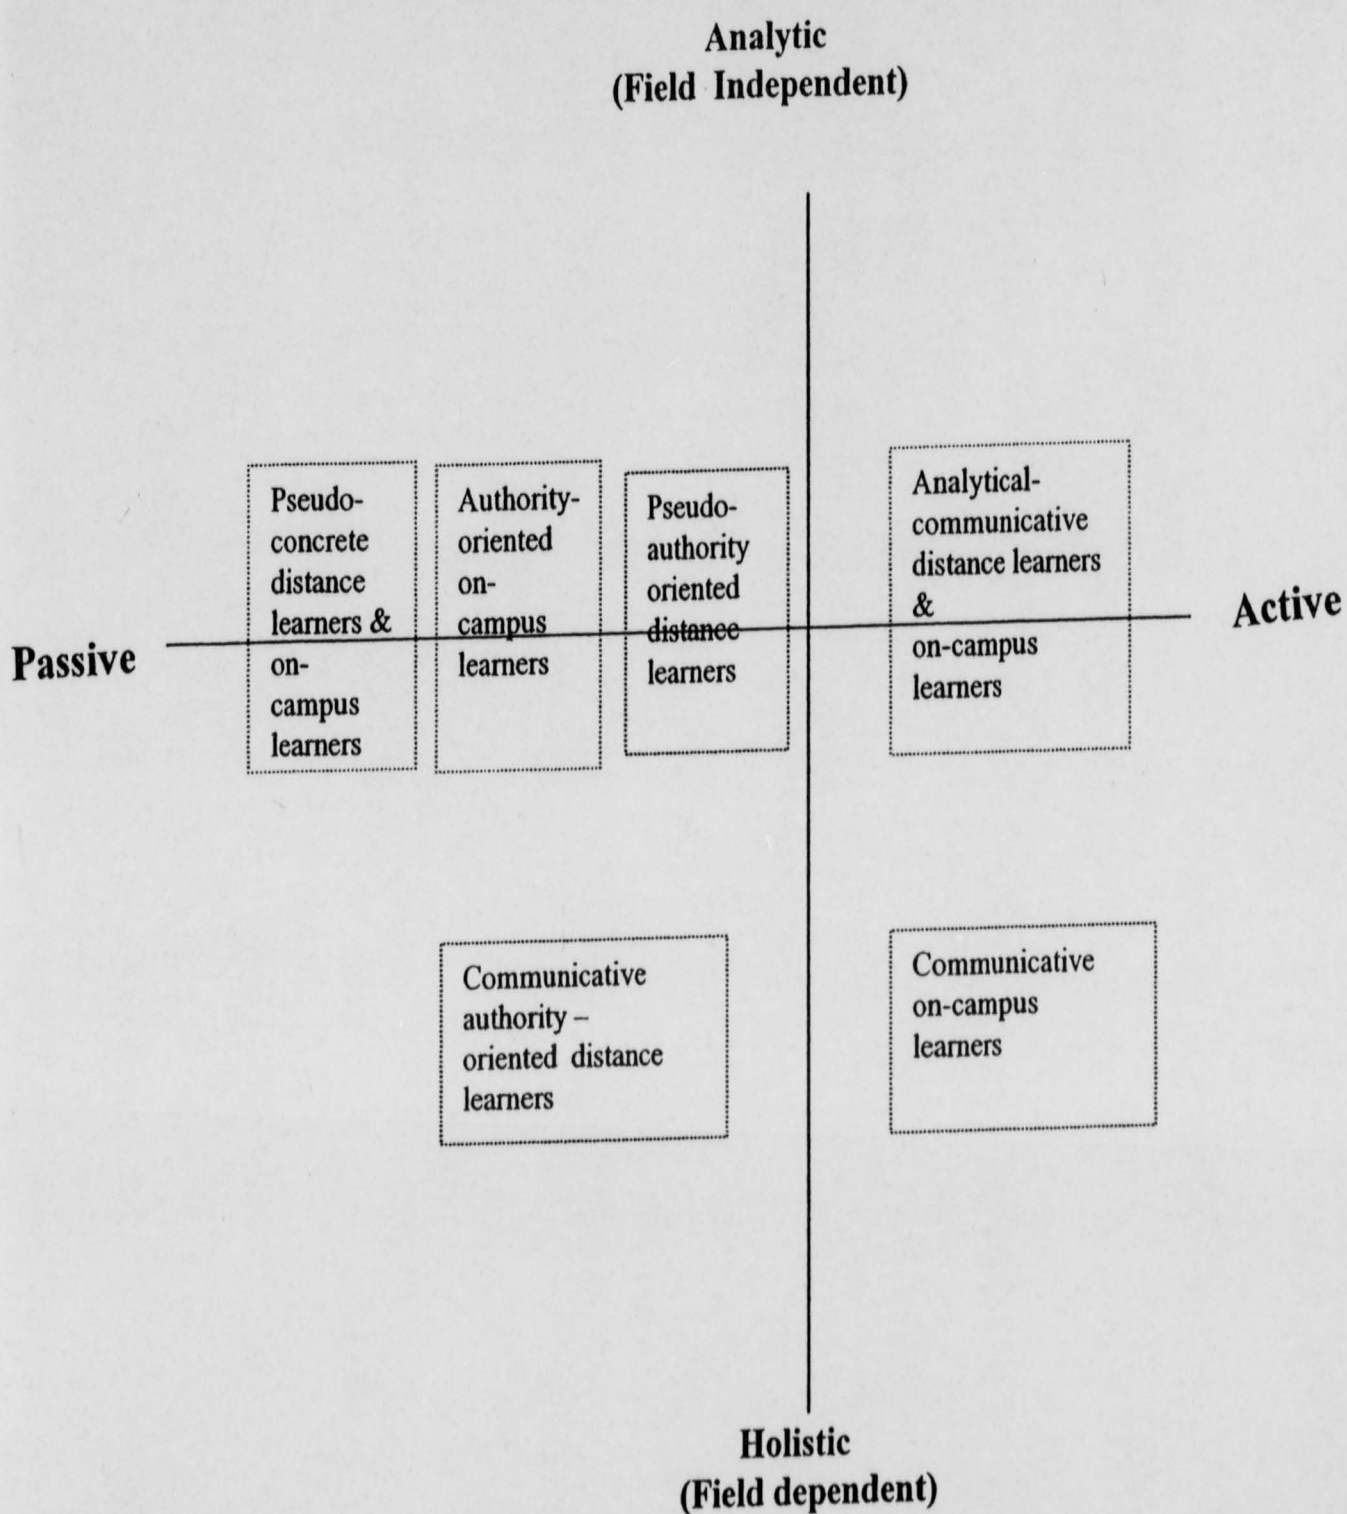 Analytic
(Field Independent)
Pseudo-
concrete
distance
learners &
on-
campus
learners
Authority-
oriented
on-
campus
learners
Pseudo-
authority
oriented
distance
learners
Analytical-
communicative
distance learners
&
on-campus
learners
Passive
Active
Communicative
authority –
oriented distance
learners
Communicative
on-campus
learners
Holistic
(Field dependent)